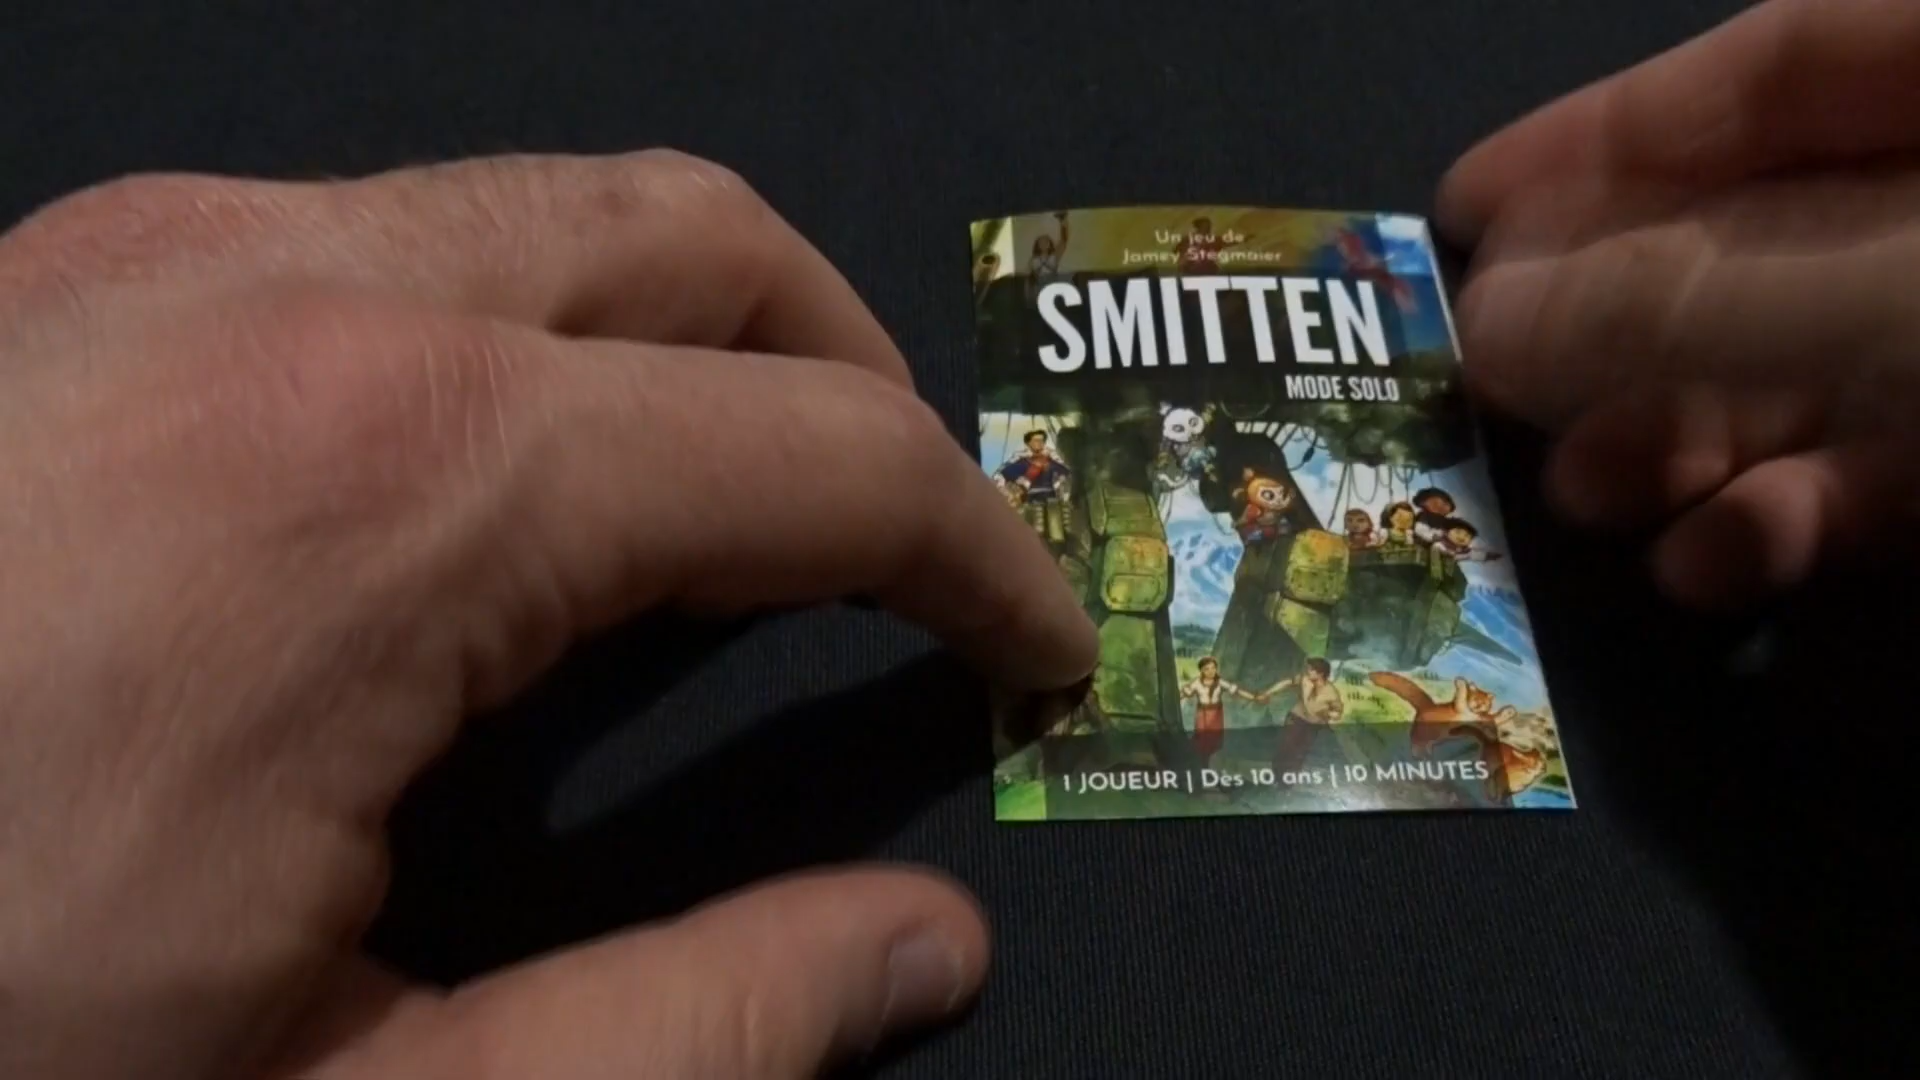 Un jeu de
Jamey Stegmaier
SMITTEN
MODE SOLO
1 JOUEUR | Dès 10 ans | 10 MINUTES